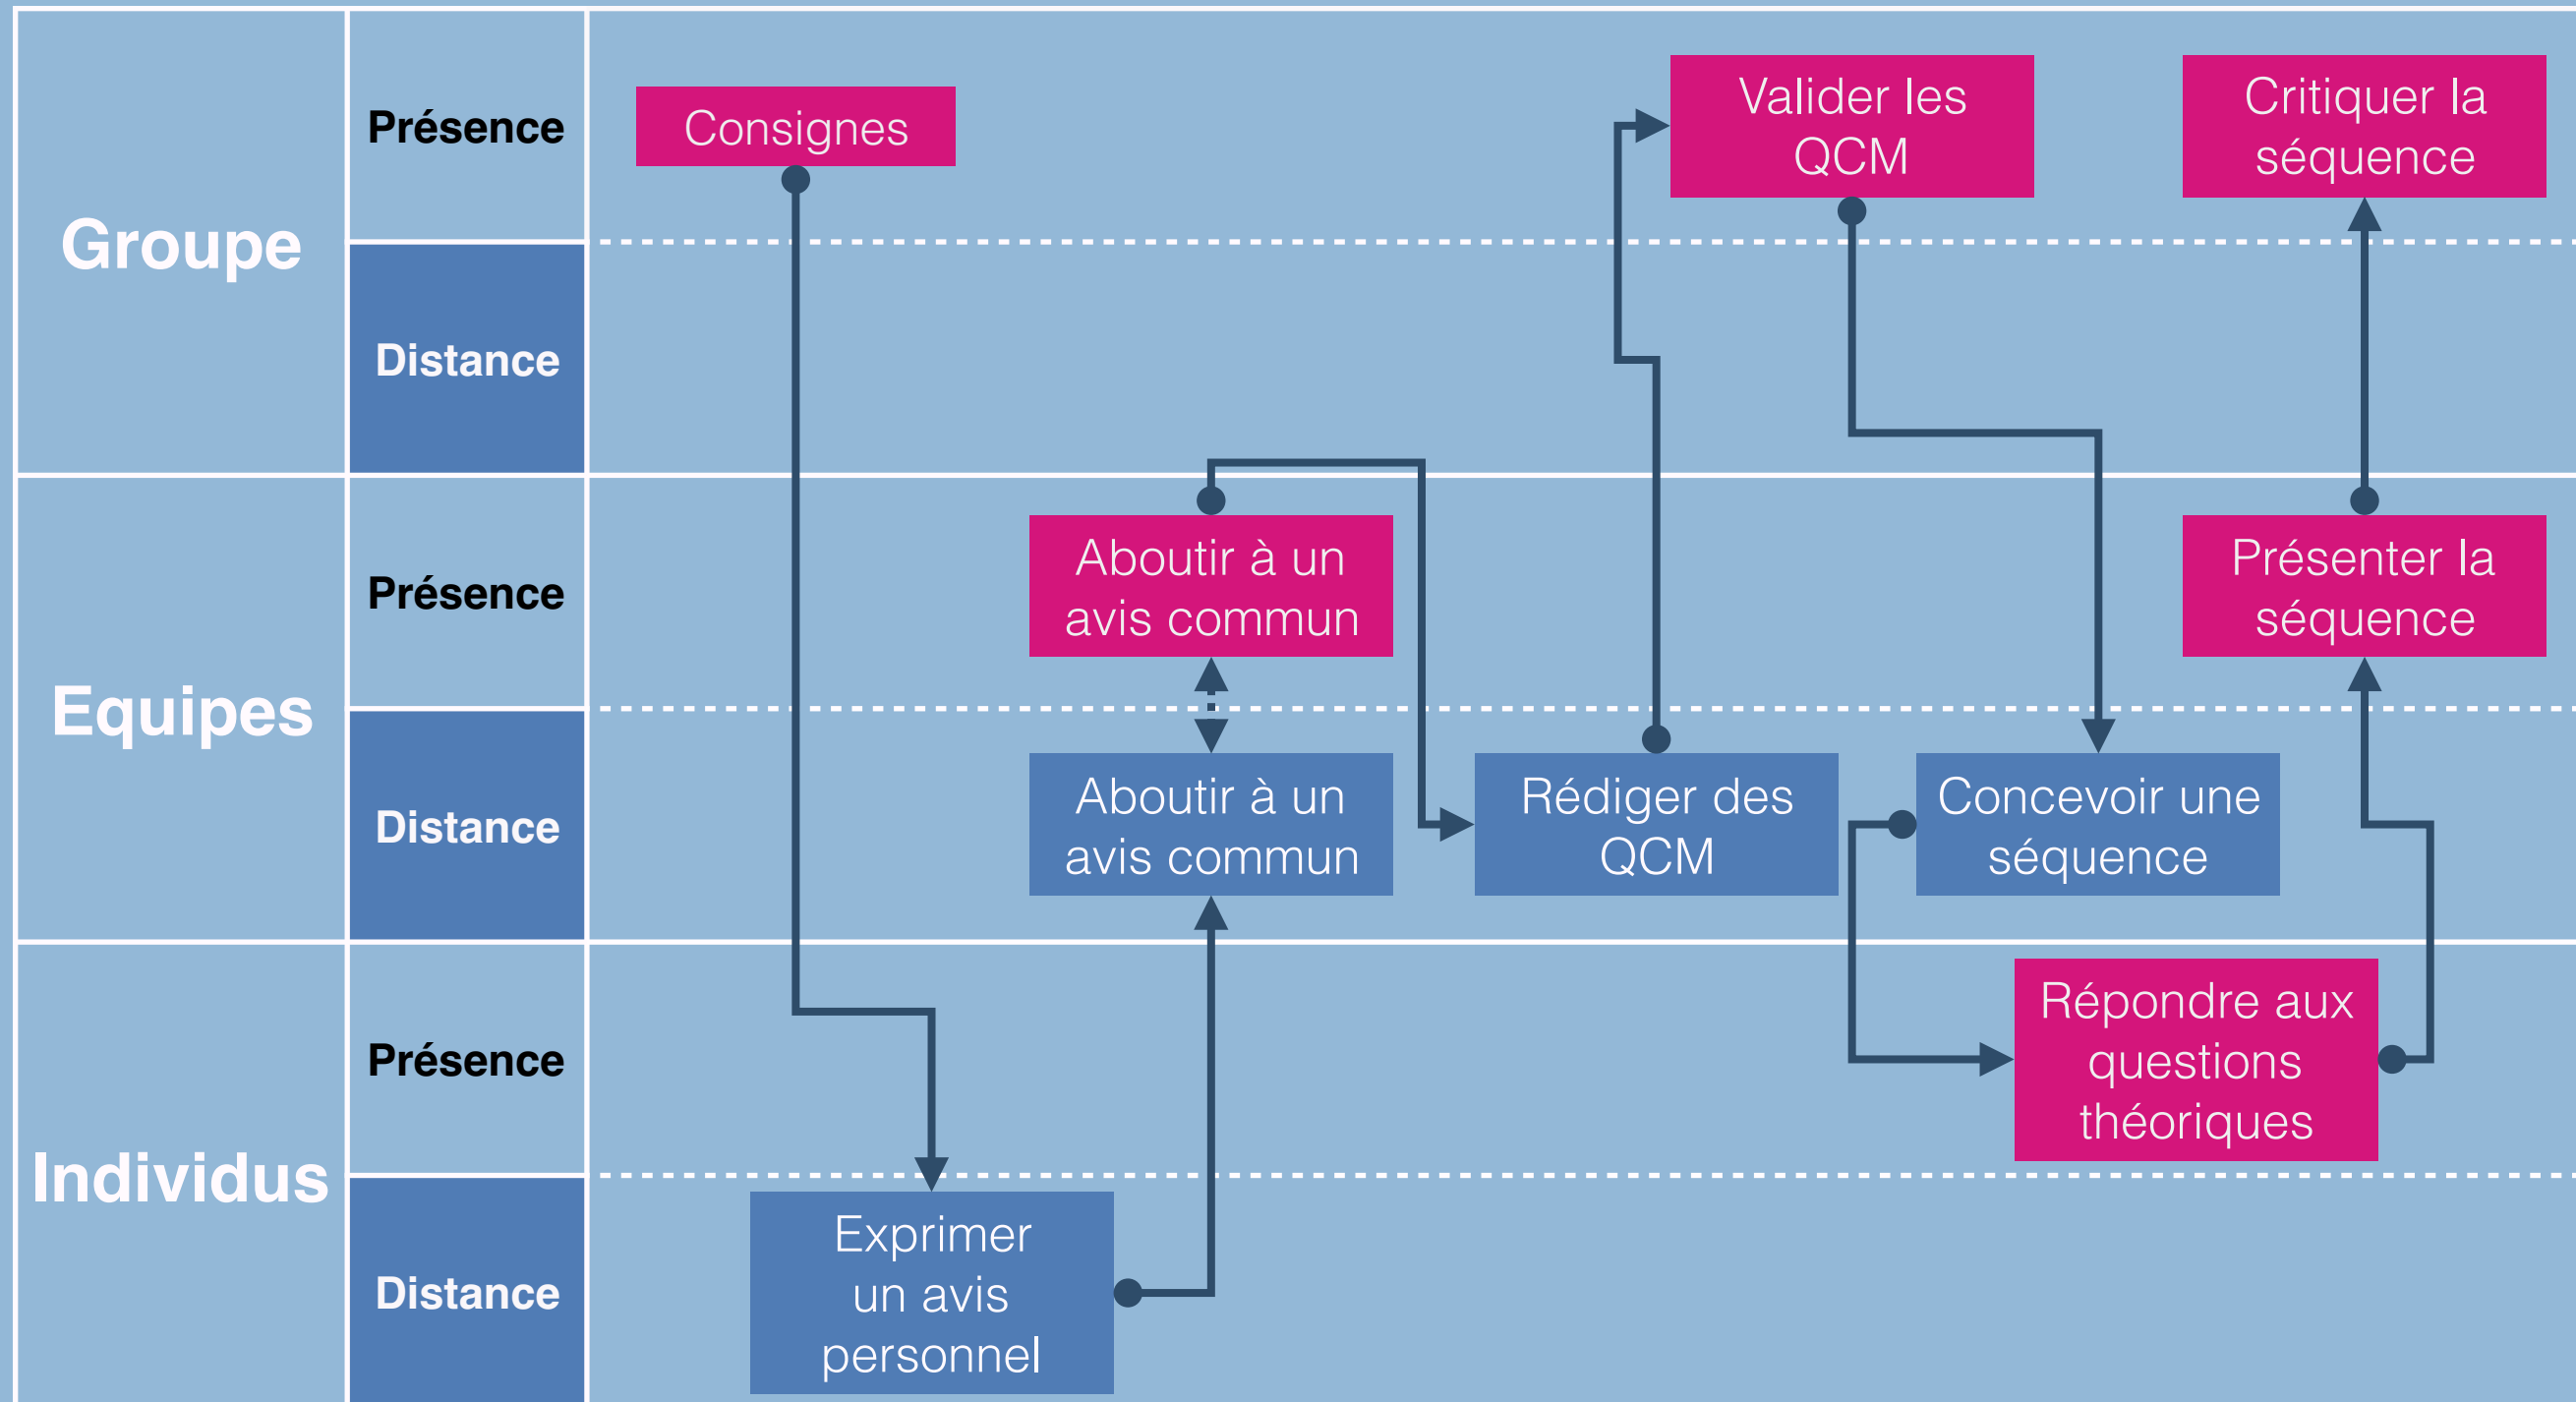 Groupe
Présence
Distance
Consignes
Valider les
QCM
Critiquer la
séquence
Equipes
Présence
Distance
Aboutir à un
avis commun
Présenter la
séquence
Aboutir à un
avis commun
Rédiger des
QCM
Concevoir une
séquence
Individus
Présence
Distance
Répondre aux
questions
théoriques
Exprimer
un avis
personnel